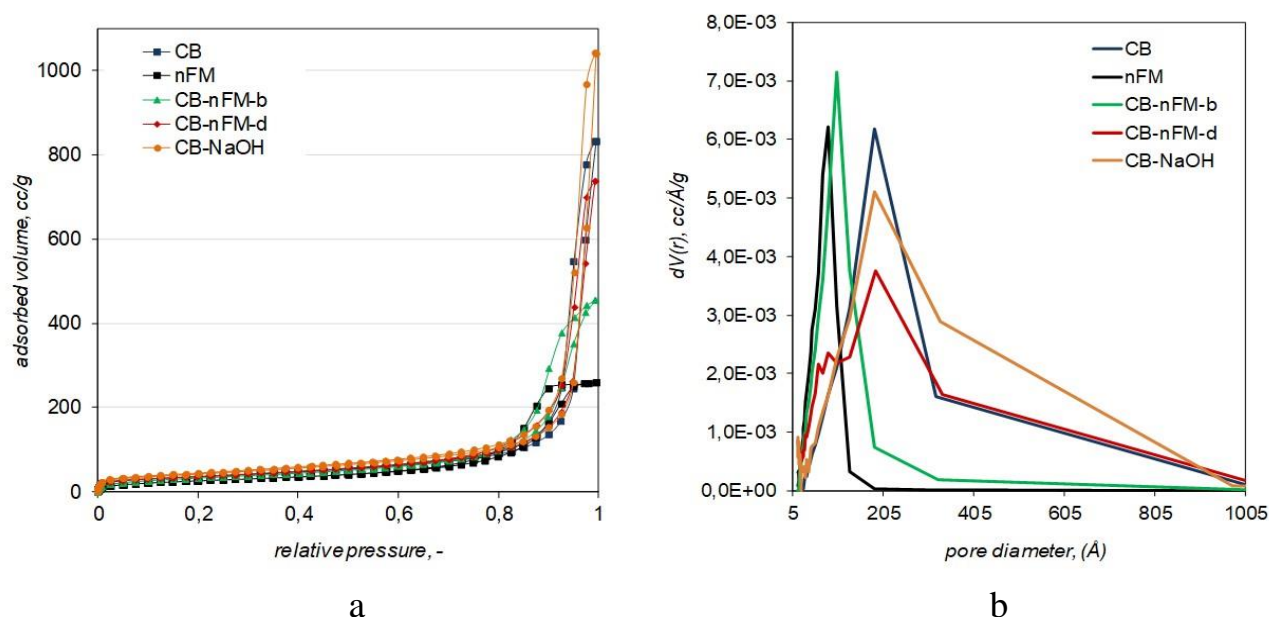 adsorbed volume, cc/g
1000
800
600
400
200
0
CB
nFM
CB-nFM-b
CB-nFM-d
CB-NaOH
0 0,2 0,4 0,6 0,8 1
relative pressure, -
a
dV(r), cc/Å/g
8,0E-03
7,0E-03
6,0E-03
5,0E-03
4,0E-03
3,0E-03
2,0E-03
1,0E-03
0,0E+00
CB
nFM
CB-nFM-b
CB-nFM-d
CB-NaOH
5 205 405 605 805 1005
pore diameter, (Å)
b